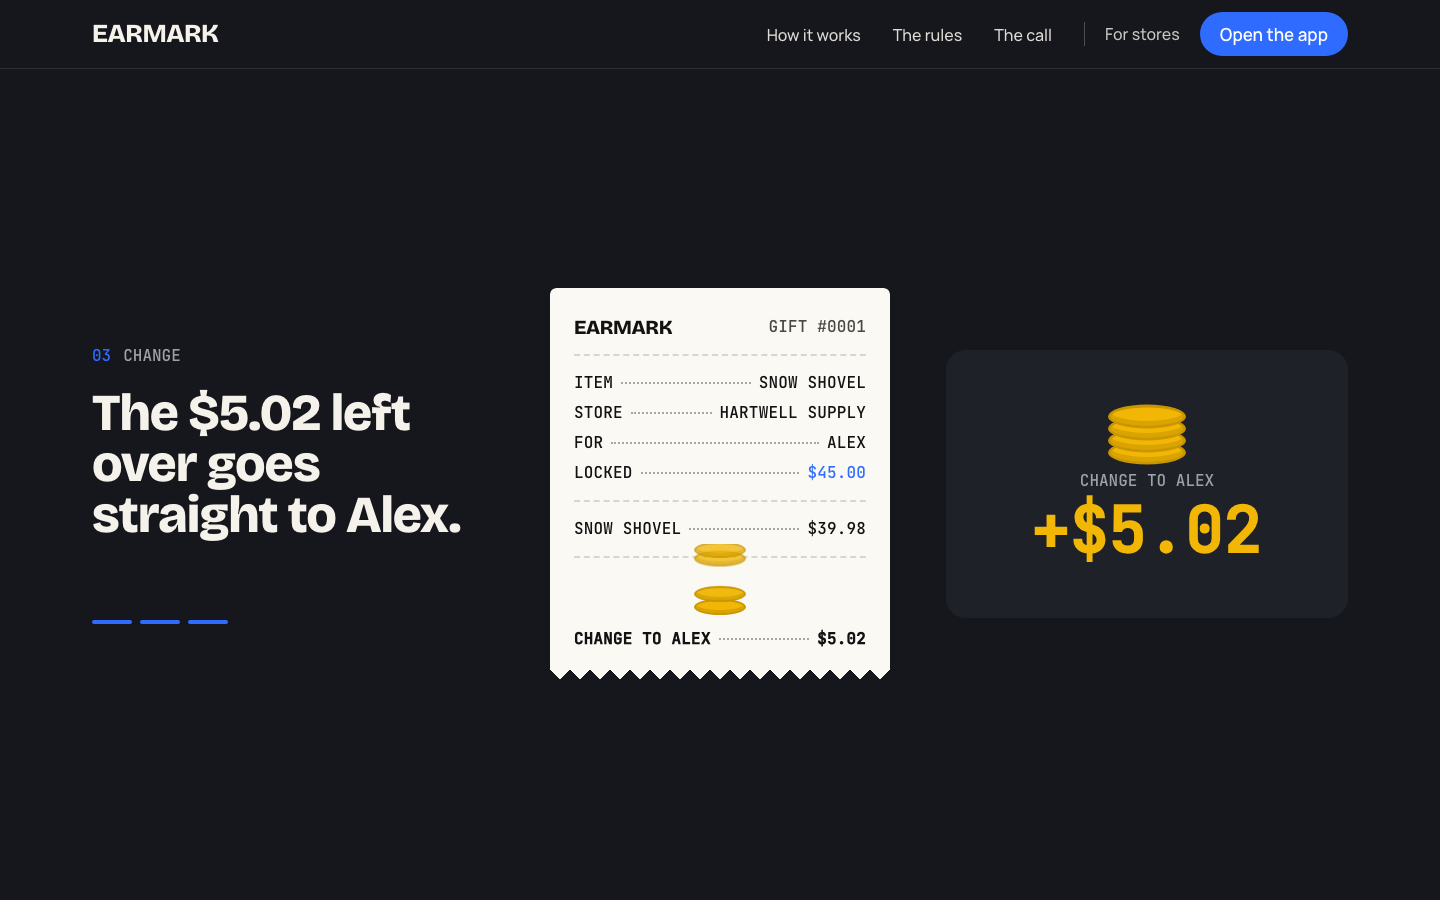 EARMARK
How it works
The rules
The call
For stores
Open the app
03 CHANGE
The $5.02 left
over goes
straight to Alex.
EARMARK GIFT #0001
ITEM SNOW SHOVEL
STORE HARTWELL SUPPLY
FOR ALEX
LOCKED $45.00
SNOW SHOVEL $39.98
CHANGE TO ALEX $5.02
CHANGE TO ALEX
+$5.02